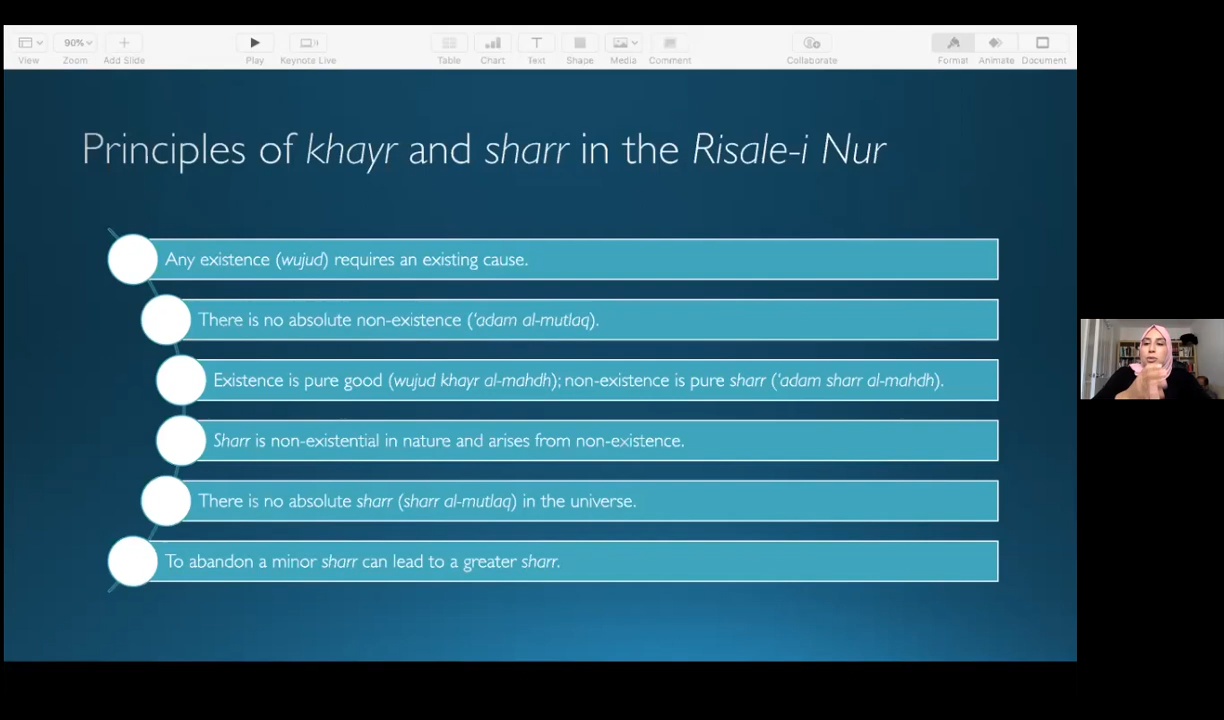 90%
View
Zoom
Add Slide
Play
Keynote Live
Table
Chart
Text
Shape
Media
Comment
Collaborate
Format
Animate
Document
Principles of khayr and sharr in the Risale-i Nur
Any existence (wujud) requires an existing cause.
There is no absolute non-existence (‘adam al-mutlaq).
Existence is pure good (wujud khayr al-mahdh); non-existence is pure sharr (‘adam sharr al-mahdh).
Sharr is non-existential in nature and arises from non-existence.
There is no absolute sharr (sharr al-mutlaq) in the universe.
To abandon a minor sharr can lead to a greater sharr.